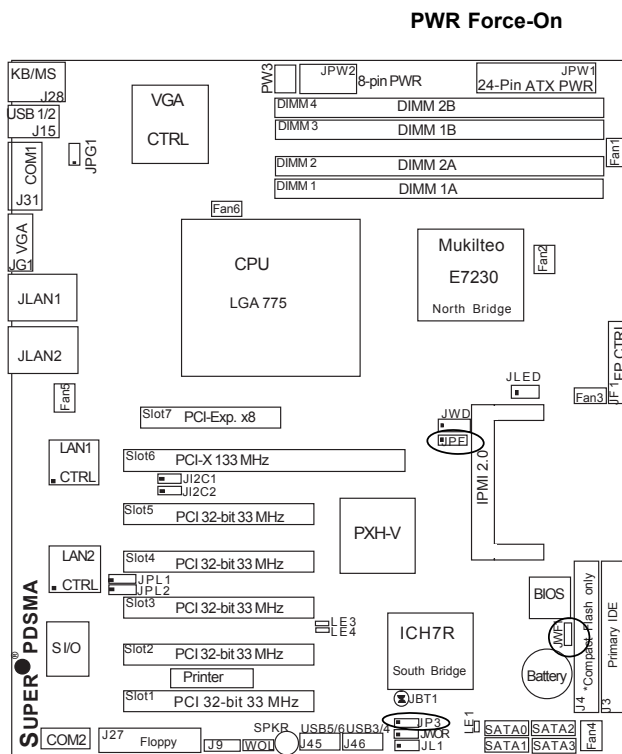 PWR Force-On
KB/MS
J28
USB 1/2
J15
COM1
J31
VGA
JG1
JLAN1
JLAN2
Fan5
JPG1
VGA
CTRL
PW3
JPW2
8-pin PWR
JPW1
24-Pin ATX PWR
DIMM 4
DIMM 2B
DIMM 3
DIMM 1B
DIMM 2
DIMM 2A
DIMM 1
DIMM 1A
Fan1
Fan6
CPU
LGA 775
Mukilteo
E7230
North Bridge
Fan2
FP CTRL
JF1
Fan3
JLED
JWD
JPF
IPMI 2.0
Slot7
PCI-Exp. x8
LAN1
CTRL
Slot6
PCI-X 133 MHz
JI2C1
JI2C2
Slot5
PCI 32-bit 33 MHz
PXH-V
LAN2
CTRL
Slot4
PCI 32-bit 33 MHz
JPL1
JPL2
Slot3
PCI 32-bit 33 MHz
LE3
LE4
S I/O
Slot2
PCI 32-bit 33 MHz
Printer
Slot1
PCI 32-bit 33 MHz
ICH7R
South Bridge
BIOS
JWF1
Battery
J4 *Compact Flash only
J3 Primary IDE
JBT1
SUPER® PDSMA
COM2
J27
Floppy
J9
WOL
SPKR
USB5/6
J45
USB3/4
J46
JP3
JWOR
JL1
LE1
SATA0
SATA2
SATA1
SATA3
Fan4